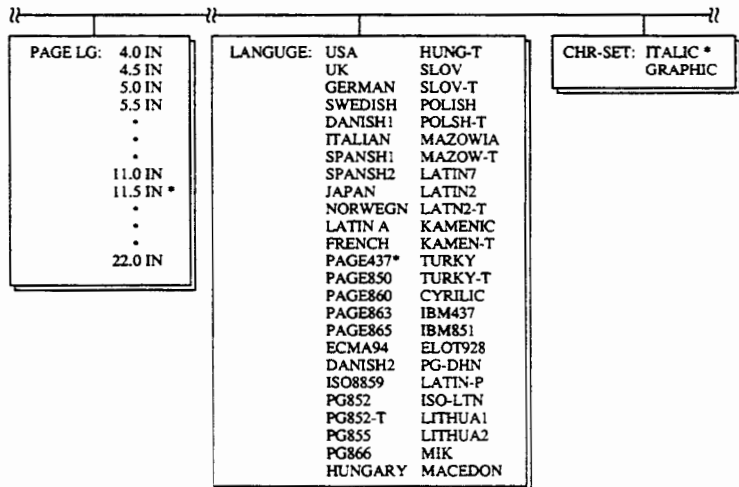 PAGE LG: 4.0 IN
4.5 IN
5.0 IN
5.5 IN
•
•
•
11.0 IN
11.5 IN *
•
•
•
22.0 IN
LANGUGE: USA HUNG-T
UK SLOV
GERMAN SLOV-T
SWEDISH POLISH
DANISH1 POLSH-T
ITALIAN MAZOWIA
SPANSH1 MAZOW-T
SPANSH2 LATIN7
JAPAN LATIN2
NORWEGN LATN2-T
LATIN A KAMENIC
FRENCH KAMEN-T
PAGE437* TURKY
PAGE850 TURKY-T
PAGE860 CYRILIC
PAGE863 IBM437
PAGE865 IBM851
ECMA94 ELOT928
DANISH2 PG-DHN
ISO8859 LATIN-P
PG852 ISO-LTN
PG852-T LITHUA1
PG855 LITHUA2
PG866 MIK
HUNGARY MACEDON
CHR-SET: ITALIC *
GRAPHIC